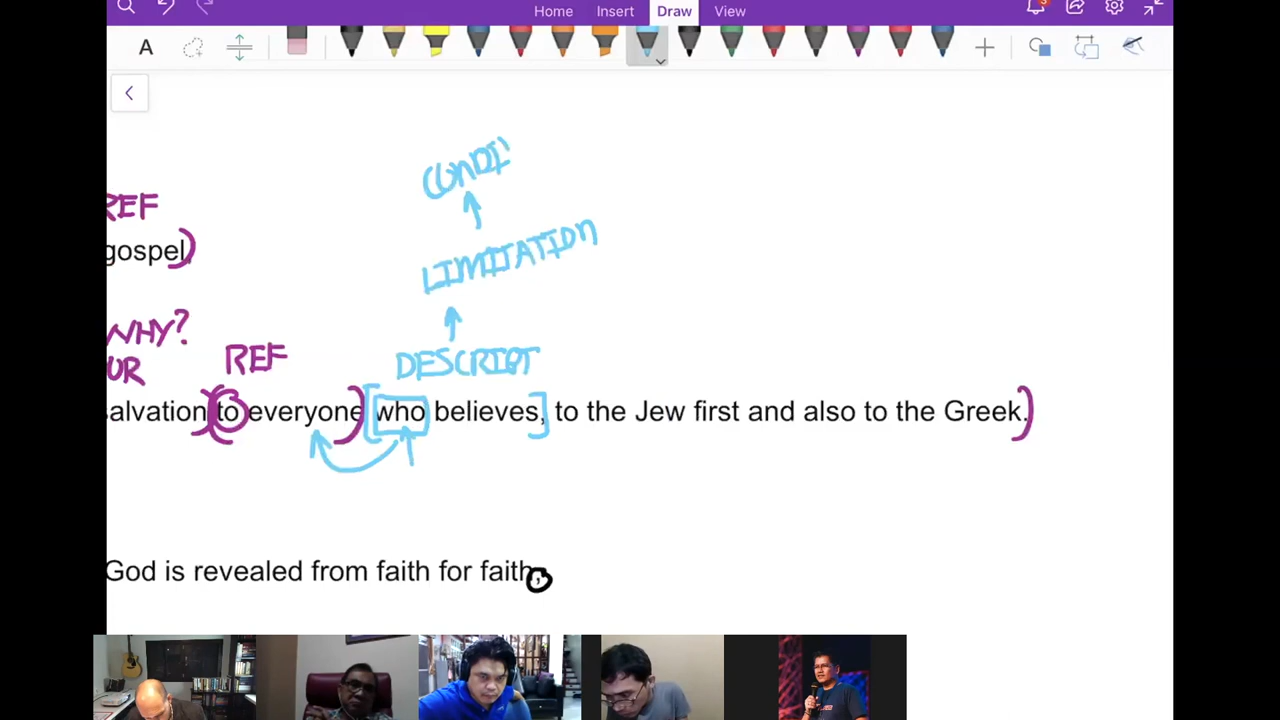 Home Insert Draw View
A
CONDI
REF
LIMITATION
gospel,
WHY?
REF
DESCRIPT
UR
salvation to everyone who believes, to the Jew first and also to the Greek.
God is revealed from faith for faith,